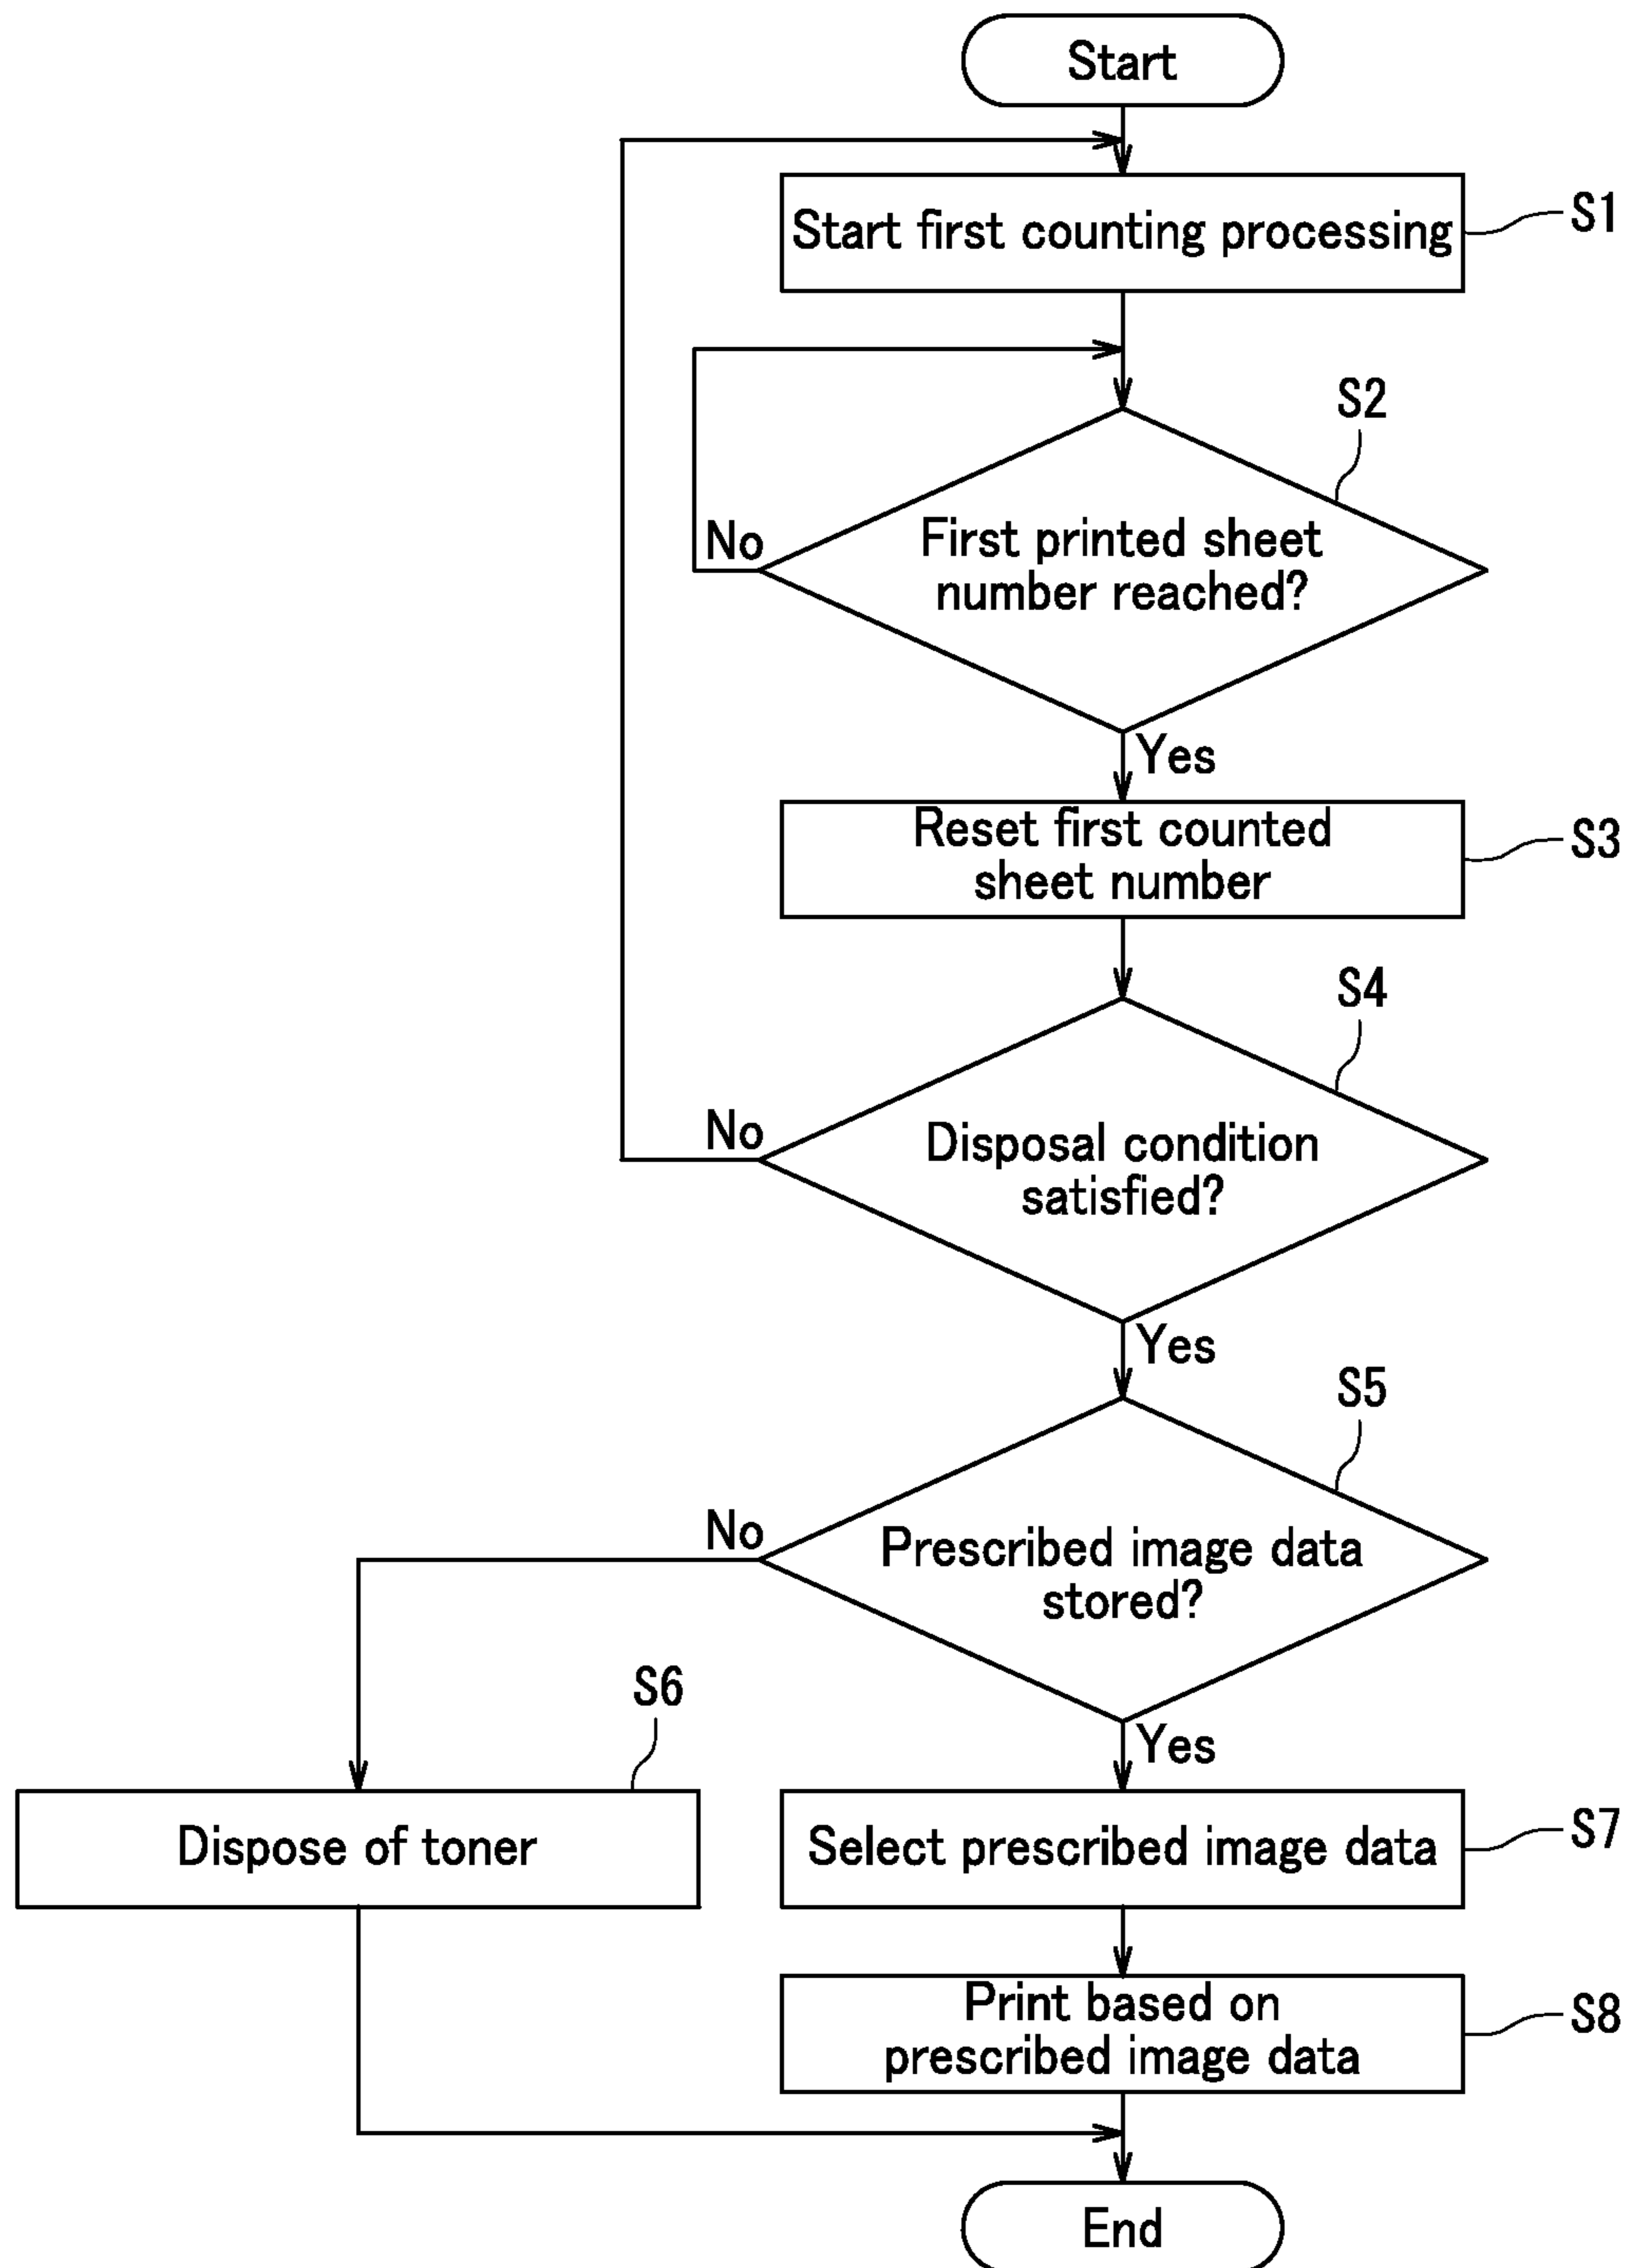 Start
Start first counting processing
S1
S2
No
First printed sheet
number reached?
Yes
Reset first counted
sheet number
S3
S4
No
Disposal condition
satisfied?
Yes
S5
No
Prescribed image data
stored?
S6
Yes
Dispose of toner
Select prescribed image data
S7
Print based on
prescribed image data
S8
End